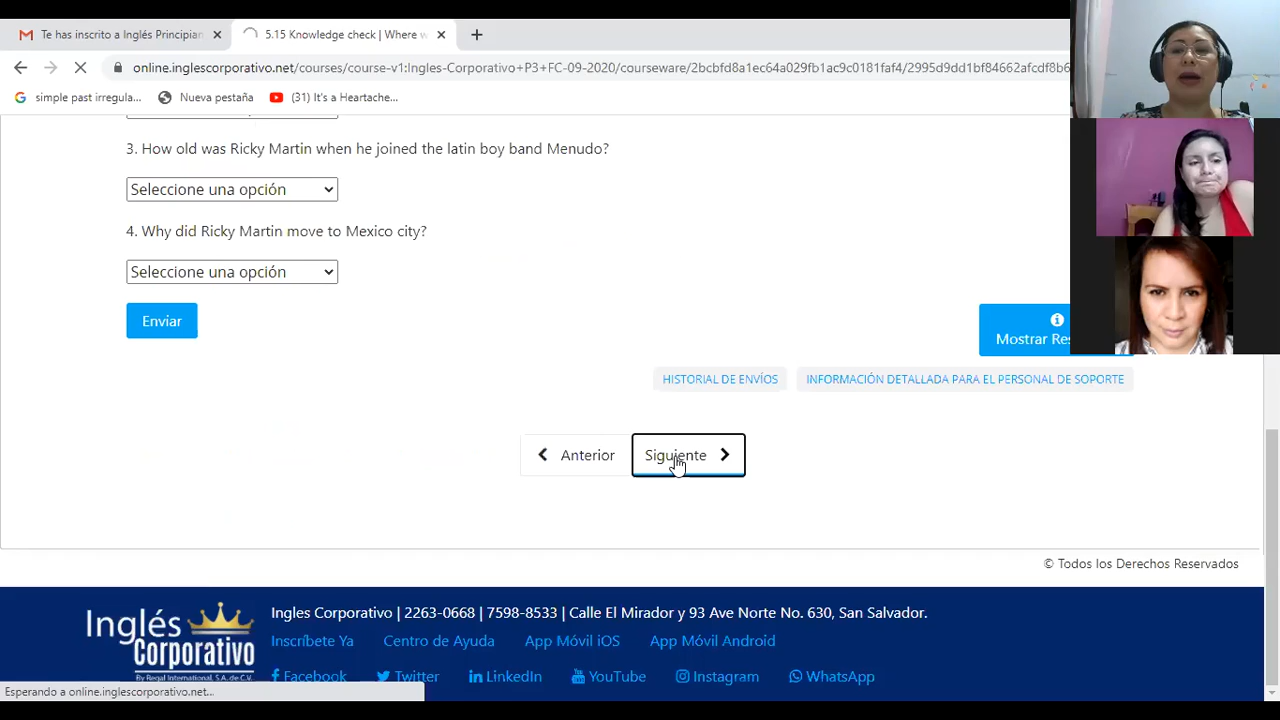 Te has inscrito a Inglés Principian
5.15 Knowledge check | Where w
online.inglescorporativo.net/courses/course-v1:Ingles-Corporativo+P3+FC-09-2020/courseware/2bcbfd8a1ec64a029fb1ac9c0181faf4/2995d9dd1bf84662afcdf8b6
simple past irregula...
Nueva pestaña
(31) It's a Heartache...
3. How old was Ricky Martin when he joined the latin boy band Menudo?
Seleccione una opción
4. Why did Ricky Martin move to Mexico city?
Seleccione una opción
Enviar
Mostrar Res
HISTORIAL DE ENVÍOS
INFORMACIÓN DETALLADA PARA EL PERSONAL DE SOPORTE
Anterior
Siguiente
© Todos los Derechos Reservados
Inglés Corporativo
By Regal International, S.A. de C.V.
Ingles Corporativo | 2263-0668 | 7598-8533 | Calle El Mirador y 93 Ave Norte No. 630, San Salvador.
Inscríbete Ya
Centro de Ayuda
App Móvil iOS
App Móvil Android
Facebook
Twitter
LinkedIn
YouTube
Instagram
WhatsApp
Esperando a online.inglescorporativo.net...